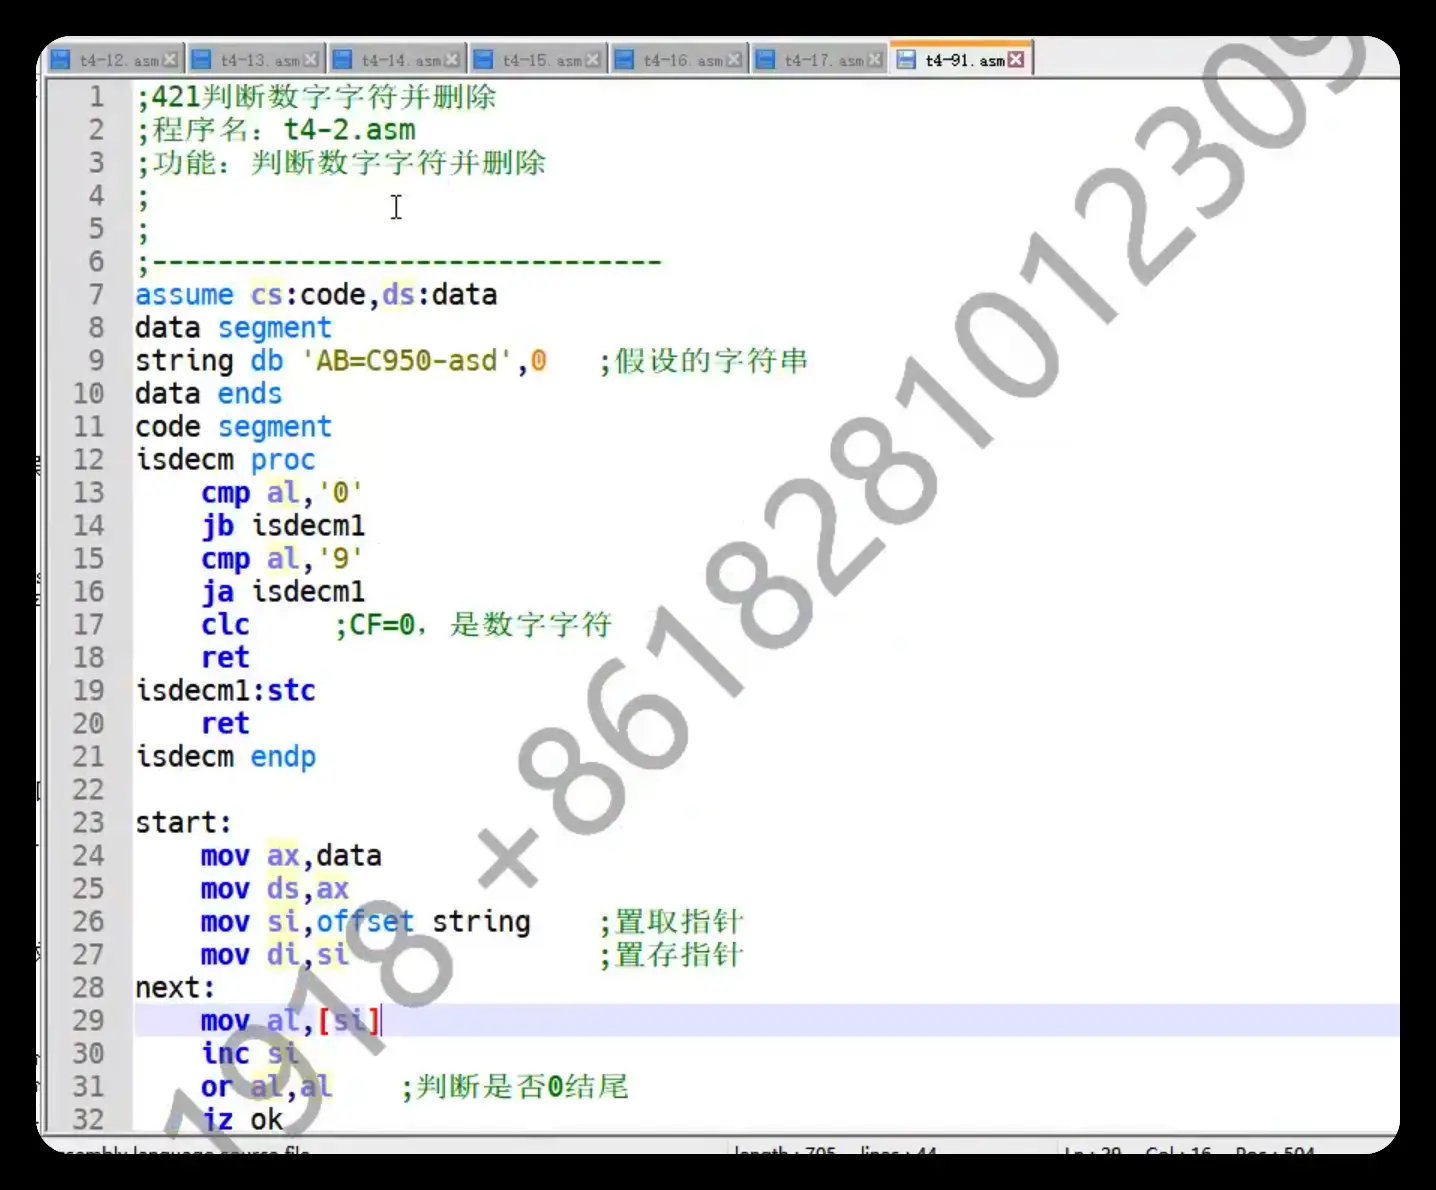 t4-12.asm t4-13.asm t4-14.asm t4-15.asm t4-16.asm t4-17.asm t4-91.asm
1 ;421判断数字字符并删除
2 ;程序名：t4-2.asm
3 ;功能：判断数字字符并删除
4 ;
5 ;
6 ;-------------------------------
7 assume cs:code,ds:data
8 data segment
9 string db 'AB=C950-asd',0 ;假设的字符串
10 data ends
11 code segment
12 isdecm proc
13 cmp al,'0'
14 jb isdecm1
15 cmp al,'9'
16 ja isdecm1
17 clc ;CF=0，是数字字符
18 ret
19 isdecm1:stc
20 ret
21 isdecm endp
22
23 start:
24 mov ax,data
25 mov ds,ax
26 mov si,offset string ;置取指针
27 mov di,si ;置存指针
28 next:
29 mov al,[si]
30 inc si
31 or al,al ;判断是否0结尾
32 jz ok
language source file length : 705 lines : 44 Ln : 29 Col : 16 Pos : 504
1918 +8618281012309